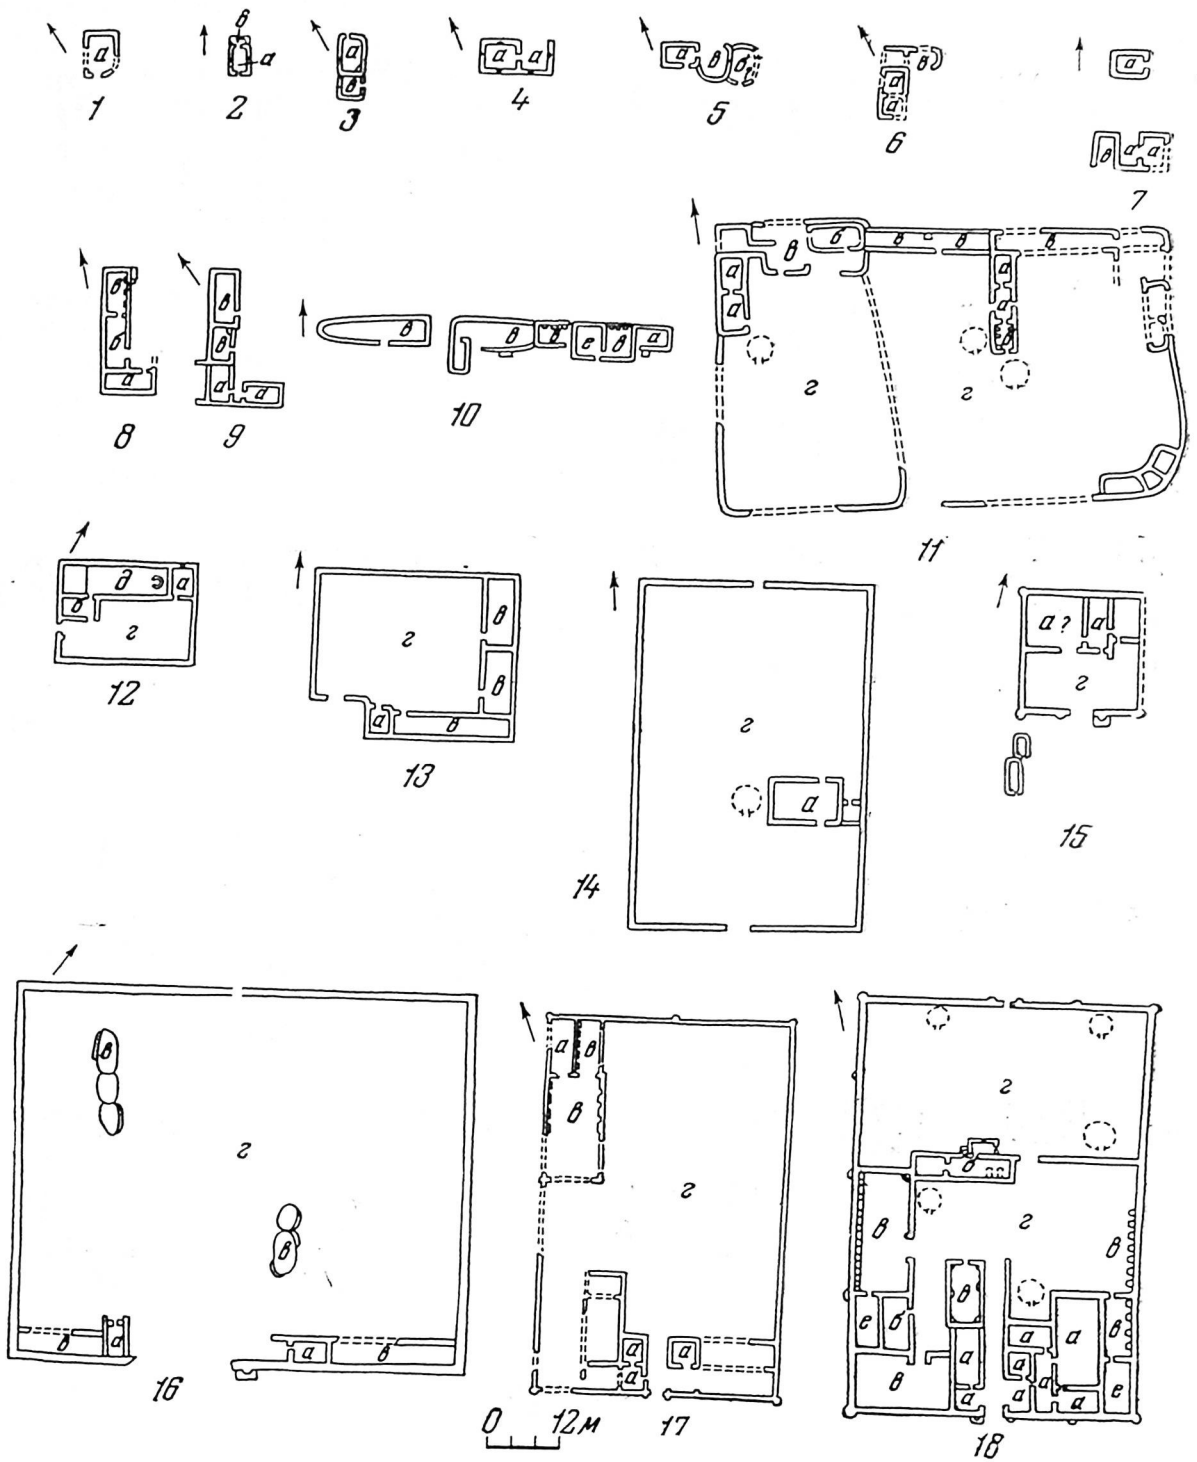 а
1
б
а
2
а
в
3
а а
4
а в в
5
в
а
а
6
а
в а а
7
в
б
а
8
в
в
а а
9
в в в е в а
10
в б в в в
а а
а а
в
а
г г
11
д а
б
г
12
г в
в
а в
13
г
а
14
а? а
г
15
в
г
в
в а
а в
16
а в
в
г
а а
а
0 12м
17
г
б
в г в
в
е б а а в
а
в а а е
а а а
18